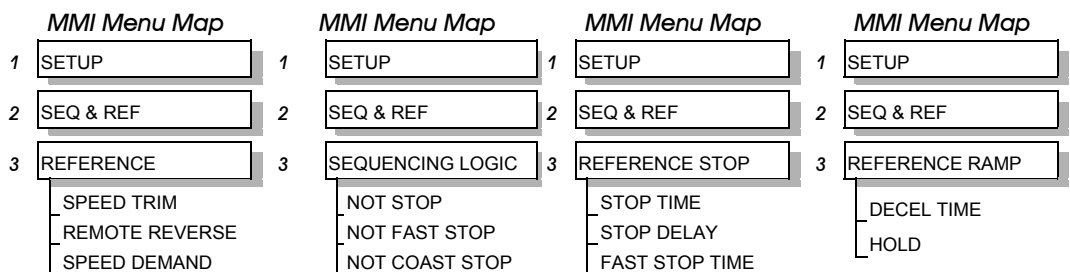 MMI Menu Map
1 SETUP
2 SEQ & REF
3 REFERENCE
SPEED TRIM
REMOTE REVERSE
SPEED DEMAND
MMI Menu Map
1 SETUP
2 SEQ & REF
3 SEQUENCING LOGIC
NOT STOP
NOT FAST STOP
NOT COAST STOP
MMI Menu Map
1 SETUP
2 SEQ & REF
3 REFERENCE STOP
STOP TIME
STOP DELAY
FAST STOP TIME
MMI Menu Map
1 SETUP
2 SEQ & REF
3 REFERENCE RAMP
DECEL TIME
HOLD